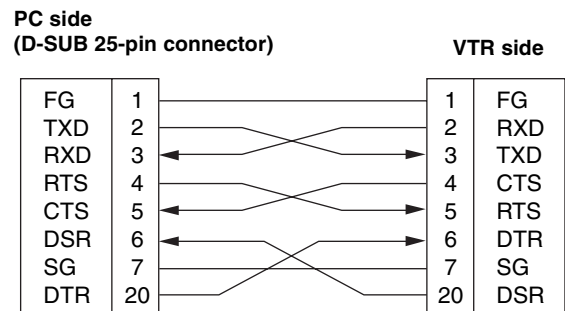 PC side
(D-SUB 25-pin connector)
VTR side
FG 1 1 FG
TXD 2 2 RXD
RXD 3 3 TXD
RTS 4 4 CTS
CTS 5 5 RTS
DSR 6 6 DTR
SG 7 7 SG
DTR 20 20 DSR